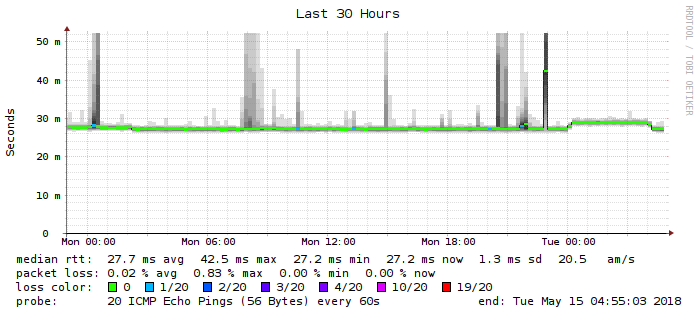 Last 30 Hours
RRDTOOL / TOBI OETIKER
Seconds
50 m
40 m
30 m
20 m
10 m
0
Mon 00:00 Mon 06:00 Mon 12:00 Mon 18:00 Tue 00:00
median rtt: 27.7 ms avg 42.5 ms max 27.2 ms min 27.2 ms now 1.3 ms sd 20.5 am/s
packet loss: 0.02 % avg 0.83 % max 0.00 % min 0.00 % now
loss color: 0 1/20 2/20 3/20 4/20 10/20 19/20
probe: 20 ICMP Echo Pings (56 Bytes) every 60s end: Tue May 15 04:55:03 2018